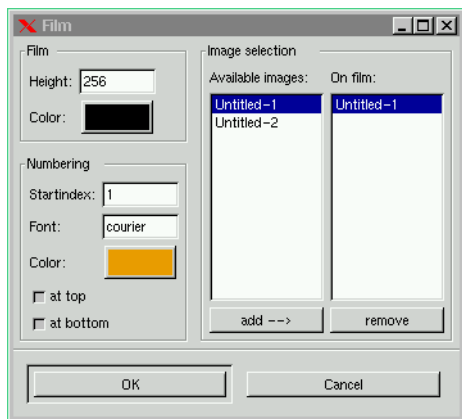 Film
Film
Height: 256
Color:
Numbering
Startindex: 1
Font: courier
Color:
at top
at bottom
Image selection
Available images:
Untitled-1
Untitled-2
add -->
On film:
Untitled-1
remove
OK
Cancel